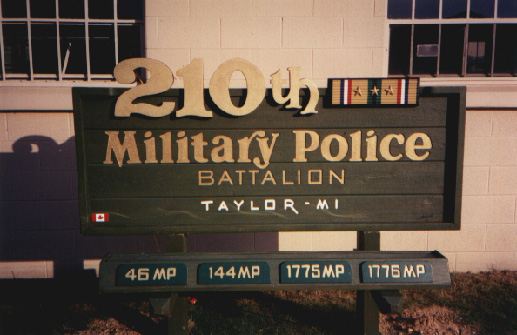 210th
Military Police
BATTALION
TAYLOR-MI
46 MP 144 MP 1775 MP 1776 MP